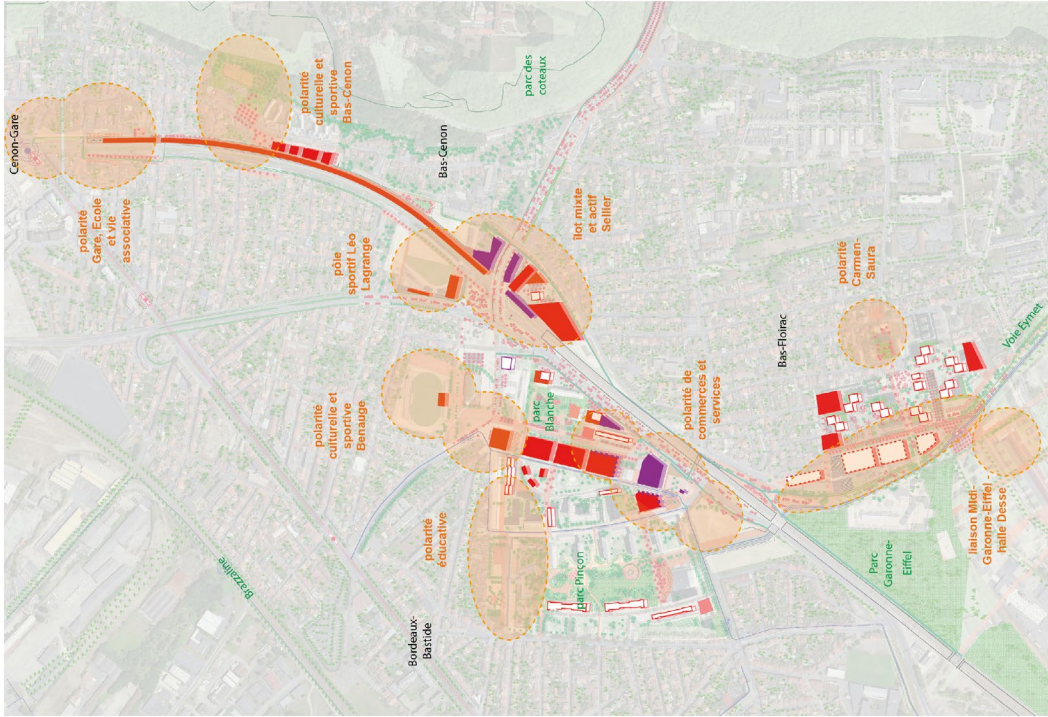 Cenon-Gare
polarité
Gare, Ecole
et vie
associative
polarité
culturelle et
sportive
Bas-Cenon
parc des
coteaux
Bas-Cenon
pôle
sportif Léo
Lagrange
îlot mixte
et actif
Sellier
polarité
culturelle et
sportive
Benauge
parc
Blanche
polarité de
commerces et
services
Bas-Floirac
polarité
Carmen-
Saura
Voie Eymet
polarité
éducative
Brazzaline
Bordeaux-
Bastide
parc Pinçon
Parc
Garonne-
Eiffel
liaison MIdi-
Garonne-Eiffel
halle Desse